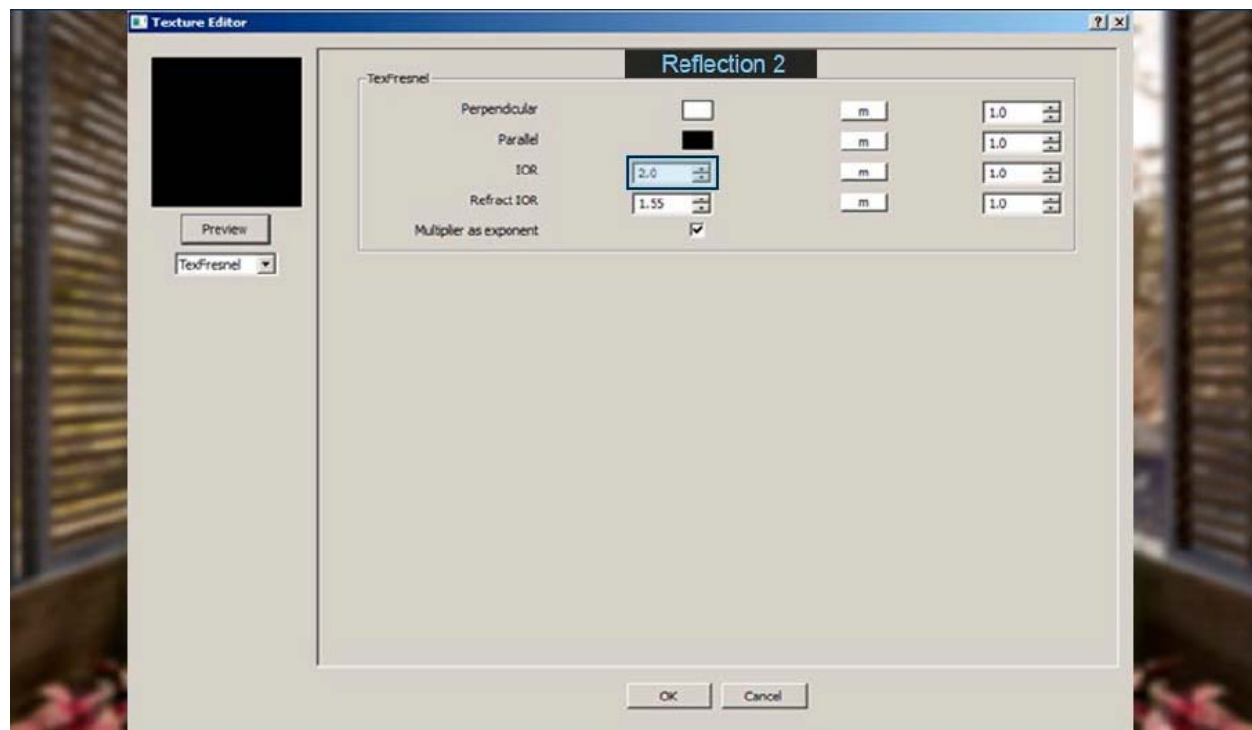 Texture Editor
Reflection 2
TexFresnel
Perpendicular m 1.0
Parallel m 1.0
IOR 2.0 m 1.0
Refract IOR 1.55 m 1.0
Multiplier as exponent
Preview
TexFresnel
OK Cancel